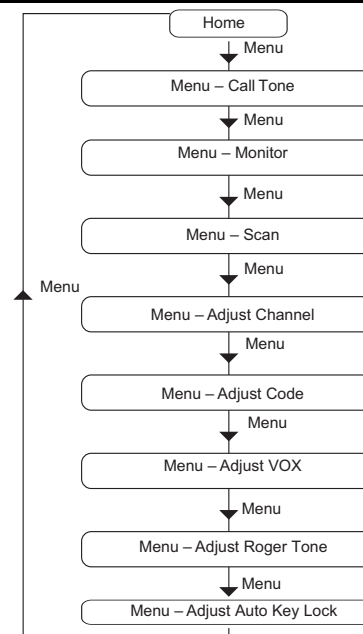 Home
Menu
Menu – Call Tone
Menu
Menu – Monitor
Menu
Menu – Scan
Menu
Menu
Menu – Adjust Channel
Menu
Menu – Adjust Code
Menu
Menu – Adjust VOX
Menu
Menu – Adjust Roger Tone
Menu
Menu – Adjust Auto Key Lock